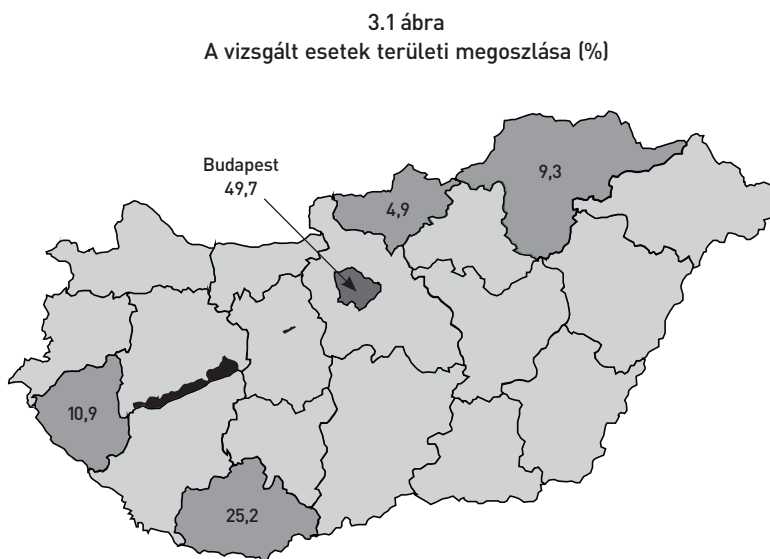 3.1 ábra
A vizsgált esetek területi megoszlása (%)
9,3
Budapest
49,7
4,9
10,9
25,2